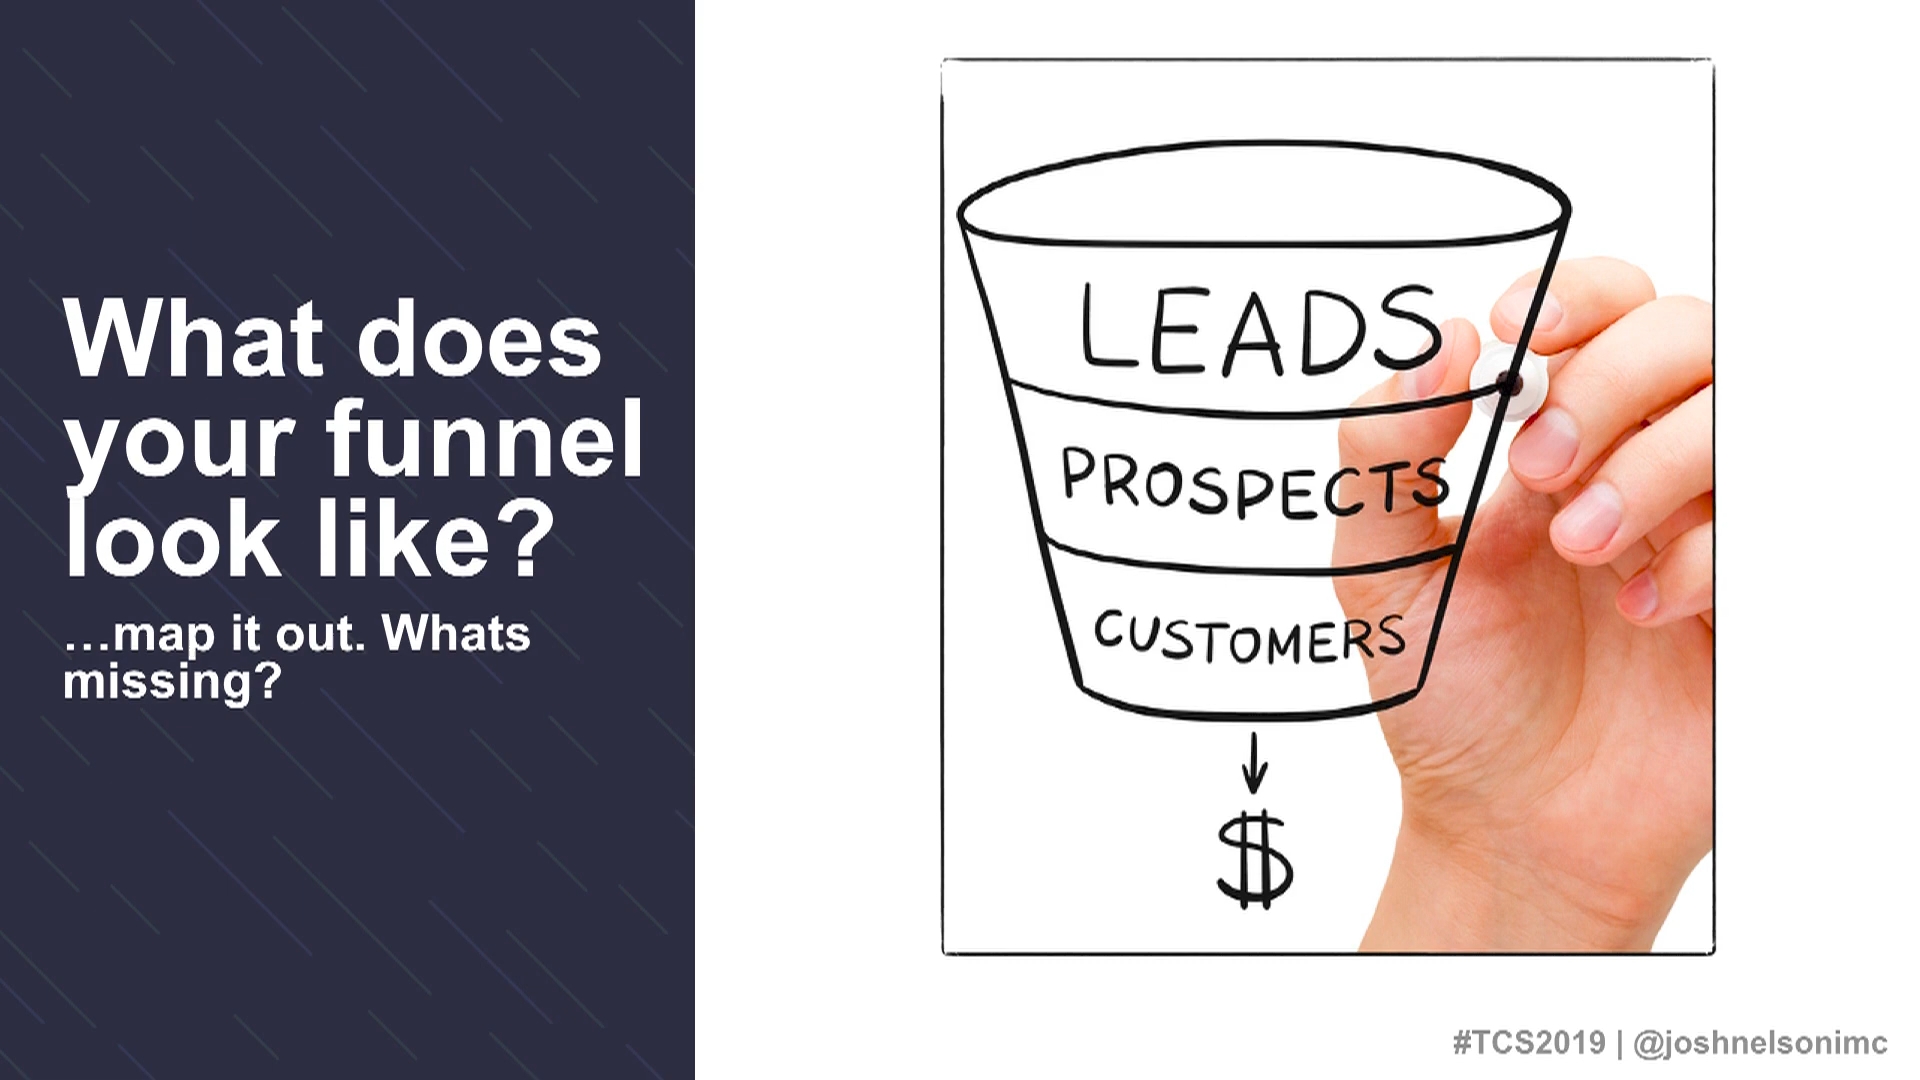 What does
your funnel
look like?
…map it out. Whats
missing?
LEADS
PROSPECTS
CUSTOMERS
$
#TCS2019 | @joshnelsonimc